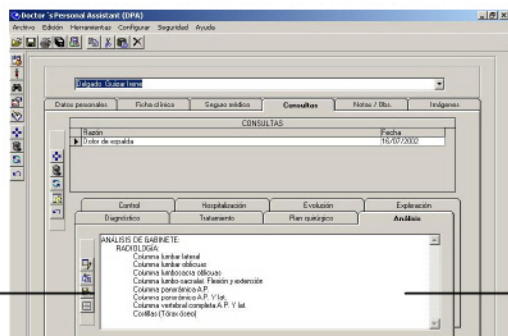 Doctor´s Personal Assistant (DPA)
Archivo Edición Herramientas Configurar Seguridad Ayuda
Delgado Guizar Irene
Datos personales Ficha clínica Seguro médico Consultas Notas / Obs. Imágenes
CONSULTAS
Razón Fecha
Dolor de espalda 16/07/2002
Control Hospitalización Evolución Exploración
Diagnóstico Tratamiento Plan quirúrgico Análisis
ANÁLISIS DE GABINETE:
RADIOLOGÍA:
Columna lumbar lateral
Columna lumbar oblicuas
Columna lumbosacra oblicuas
Columna lumbo-sacralat. Flexión y extensión
Columna panorámica A.P.
Columna panorámica A.P. Y lat.
Columna vertebral completa A.P. Y lat.
Costillas (Tórax óseo)